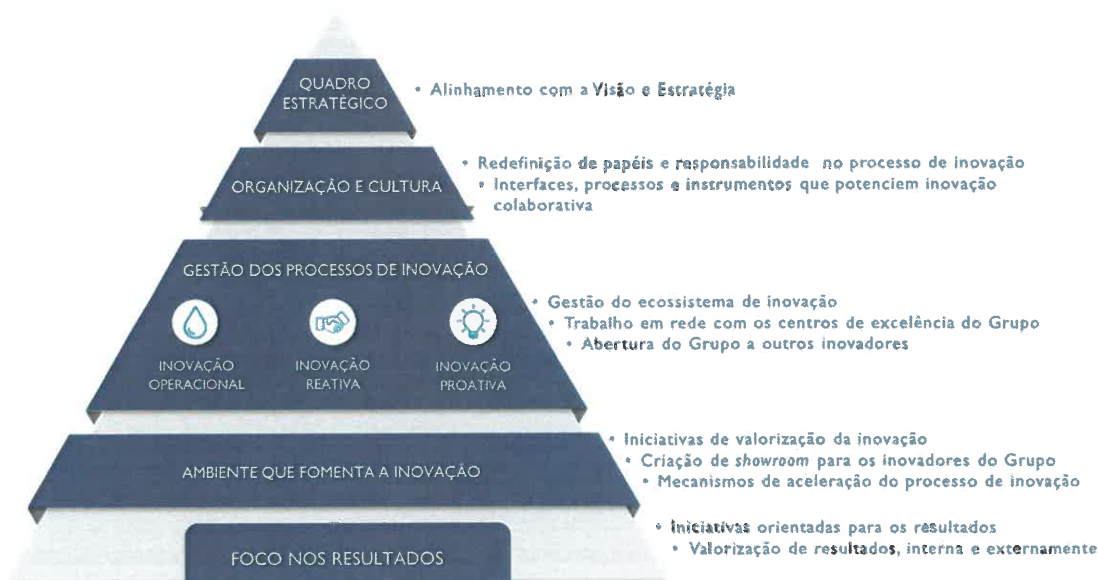 QUADRO
ESTRATÉGICO
• Alinhamento com a Visão e Estratégia
ORGANIZAÇÃO E CULTURA
• Redefinição de papéis e responsabilidade no processo de inovação
• Interfaces, processos e instrumentos que potenciem inovação
colaborativa
GESTÃO DOS PROCESSOS DE INOVAÇÃO
INOVAÇÃO
OPERACIONAL
INOVAÇÃO
REATIVA
INOVAÇÃO
PROATIVA
• Gestão do ecossistema de inovação
• Trabalho em rede com os centros de excelência do Grupo
• Abertura do Grupo a outros inovadores
AMBIENTE QUE FOMENTA A INOVAÇÃO
• Iniciativas de valorização da inovação
• Criação de showroom para os inovadores do Grupo
• Mecanismos de aceleração do processo de inovação
FOCO NOS RESULTADOS
• Iniciativas orientadas para os resultados
• Valorização de resultados, interna e externamente